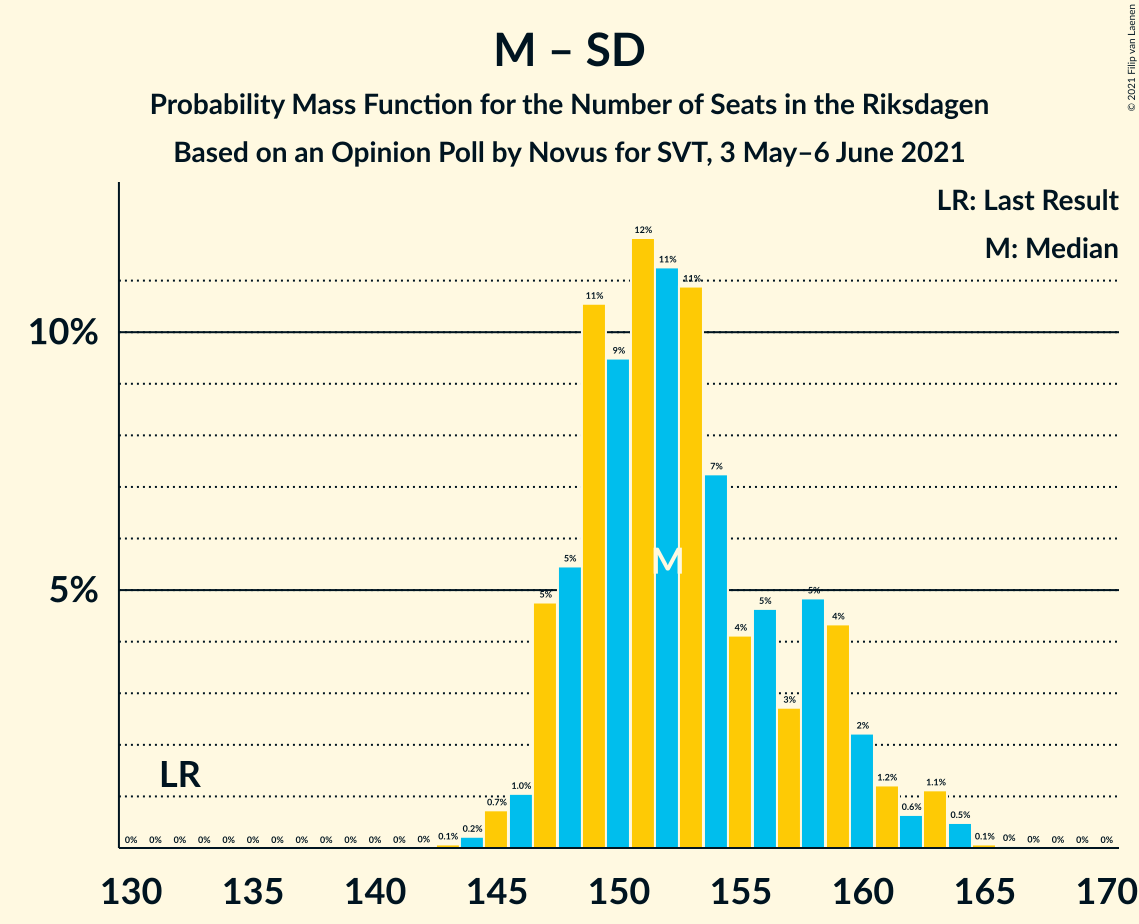 M – SD
Probability Mass Function for the Number of Seats in the Riksdagen
Based on an Opinion Poll by Novus for SVT, 3 May–6 June 2021
© 2021 Filip van Laenen
LR: Last Result
M: Median
10%
5%
LR
M
0% 0% 0% 0% 0% 0% 0% 0% 0% 0% 0% 0% 0% 0.1% 0.2% 0.7% 1.0% 5% 5% 11% 9% 12% 11% 11% 7% 4% 5% 3% 5% 4% 2% 1.2% 0.6% 1.1% 0.5% 0.1% 0% 0% 0% 0% 0%
130 135 140 145 150 155 160 165 170